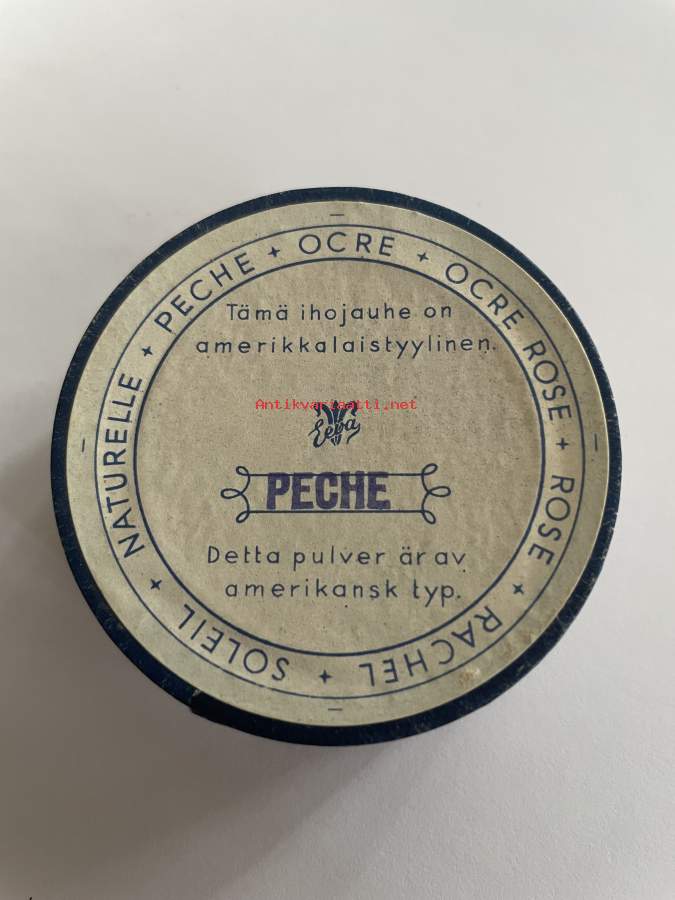 NATURELLE + PECHE + OCRE + OCRE ROSE + ROSE + RACHEL + SOLEIL +
Tämä ihojauhe on
amerikkalaistyylinen.
Antikvariaatti.net
Eeva
PECHE
Detta pulver är av
amerikansk typ.